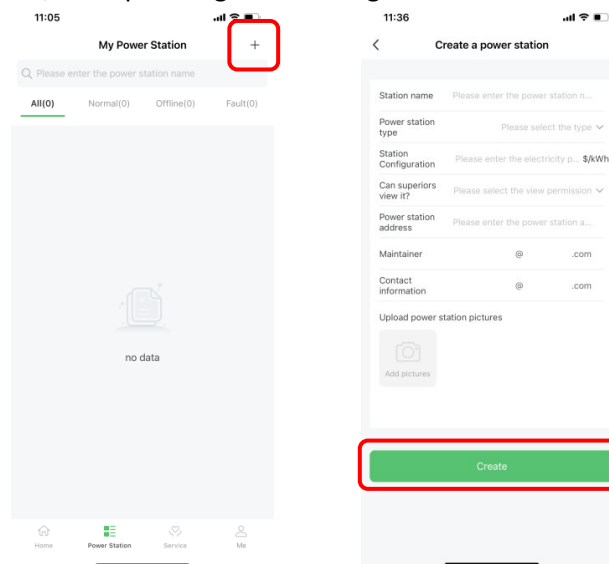 11:05
My Power Station
+
Please enter the power station name
All(0) Normal(0) Offline(0) Fault(0)
no data
Home Power Station Service Me
11:36
Create a power station
Station name Please enter the power station n...
Power station type Please select the type
Station Configuration Please enter the electricity p... $/kWh
Can superiors view it? Please select the view permission
Power station address Please enter the power station a...
Maintainer @ .com
Contact information @ .com
Upload power station pictures
Add pictures
Create